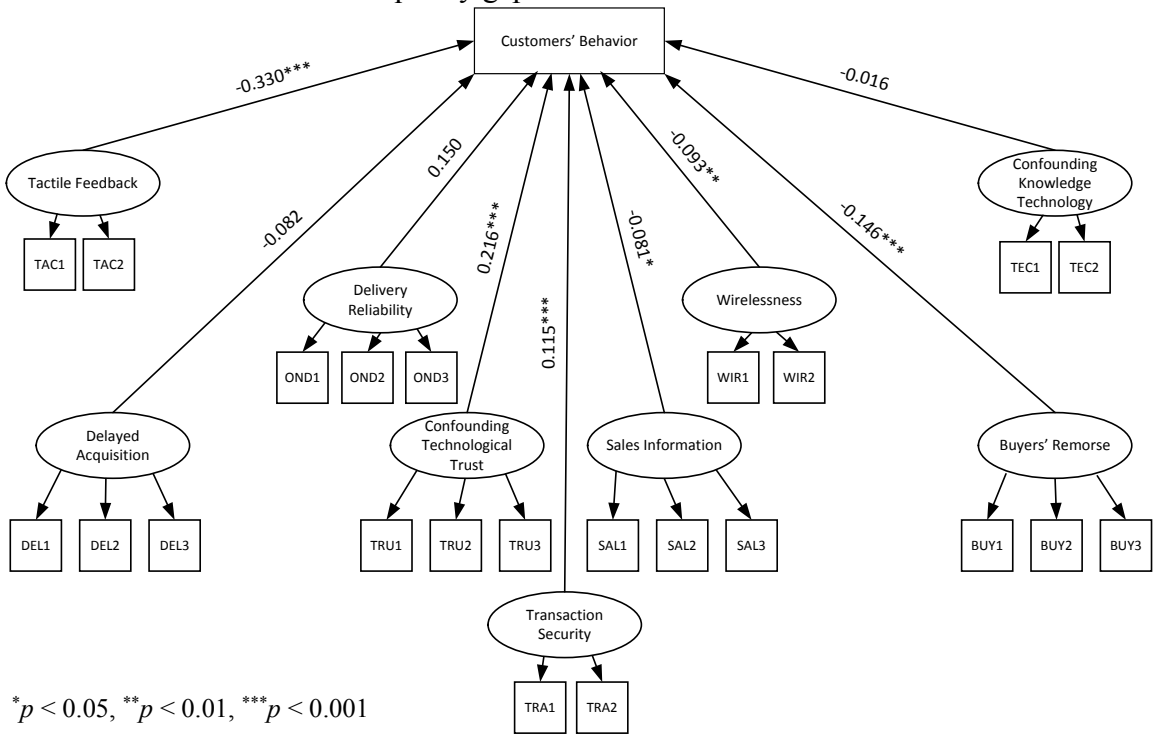 Customers' Behavior
-0.330***
-0.016
0.150
-0.093**
Tactile Feedback
Confounding
Knowledge
Technology
-0.082
0.216***
-0.081*
-0.146***
TAC1
TAC2
TEC1
TEC2
Delivery
Reliability
Wirelessness
0.115***
OND1
OND2
OND3
WIR1
WIR2
Delayed
Acquisition
Confounding
Technological
Trust
Sales Information
Buyers' Remorse
DEL1
DEL2
DEL3
TRU1
TRU2
TRU3
SAL1
SAL2
SAL3
BUY1
BUY2
BUY3
Transaction
Security
TRA1
TRA2
*p < 0.05, **p < 0.01, ***p < 0.001